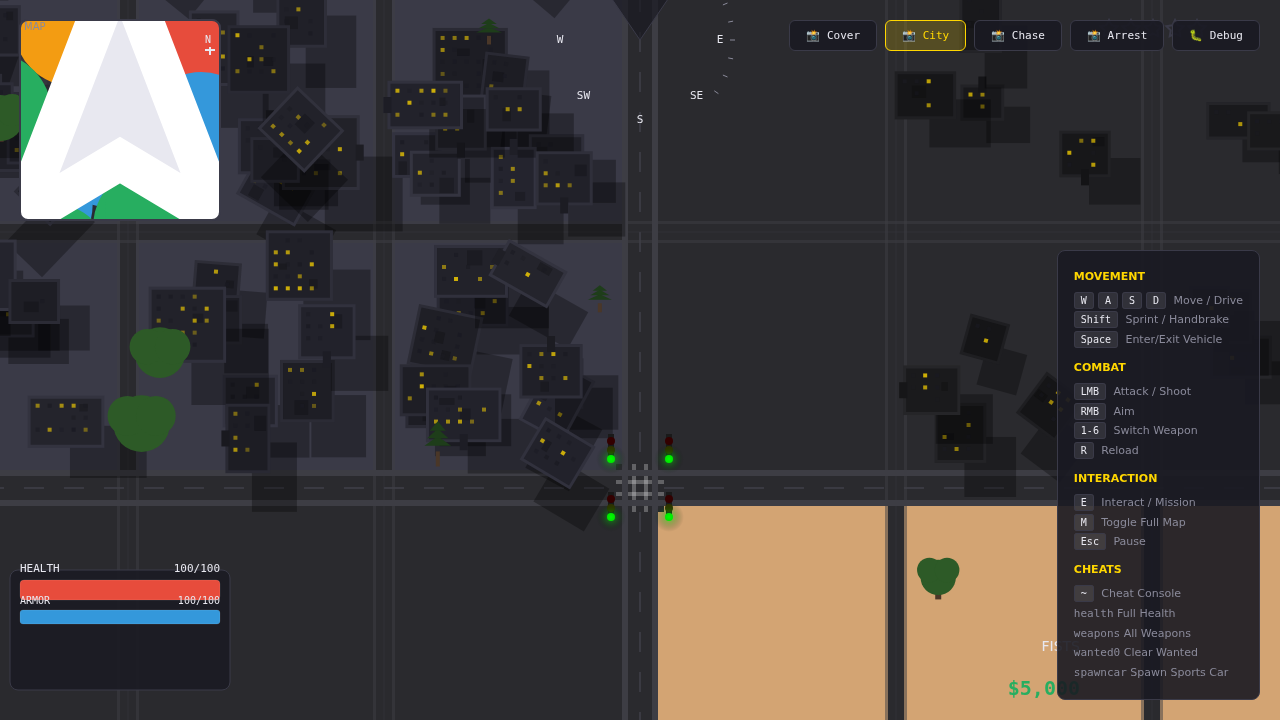 MAP
N
W
E
SW
SE
S
📸 Cover
📸 City
📸 Chase
📸 Arrest
🐛 Debug
MOVEMENT
W A S D Move / Drive
Shift Sprint / Handbrake
Space Enter/Exit Vehicle
COMBAT
LMB Attack / Shoot
RMB Aim
1-6 Switch Weapon
R Reload
INTERACTION
E Interact / Mission
M Toggle Full Map
Esc Pause
CHEATS
~ Cheat Console
health Full Health
weapons All Weapons
wanted0 Clear Wanted
spawncar Spawn Sports Car
HEALTH 100/100
ARMOR 100/100
$5,000